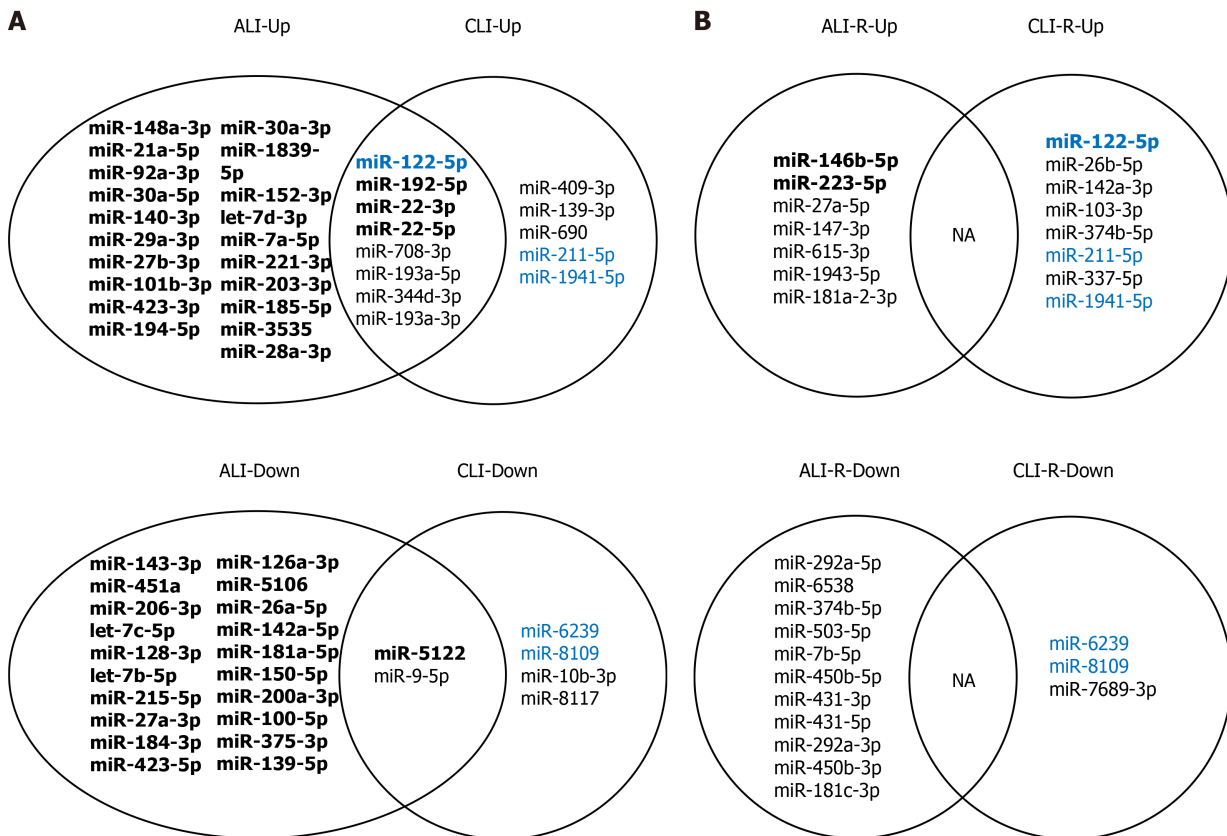 A
ALI-Up
CLI-Up
miR-148a-3p
miR-21a-5p
miR-92a-3p
miR-30a-5p
miR-140-3p
miR-29a-3p
miR-27b-3p
miR-101b-3p
miR-423-3p
miR-194-5p
miR-30a-3p
miR-1839-
5p
miR-152-3p
let-7d-3p
miR-7a-5p
miR-221-3p
miR-203-3p
miR-185-5p
miR-3535
miR-28a-3p
miR-122-5p
miR-192-5p
miR-22-3p
miR-22-5p
miR-708-3p
miR-193a-5p
miR-344d-3p
miR-193a-3p
miR-409-3p
miR-139-3p
miR-690
miR-211-5p
miR-1941-5p
B
ALI-R-Up
CLI-R-Up
miR-146b-5p
miR-223-5p
miR-27a-5p
miR-147-3p
miR-615-3p
miR-1943-5p
miR-181a-2-3p
NA
miR-122-5p
miR-26b-5p
miR-142a-3p
miR-103-3p
miR-374b-5p
miR-211-5p
miR-337-5p
miR-1941-5p
ALI-Down
CLI-Down
miR-143-3p
miR-451a
miR-206-3p
let-7c-5p
miR-128-3p
let-7b-5p
miR-215-5p
miR-27a-3p
miR-184-3p
miR-423-5p
miR-126a-3p
miR-5106
miR-26a-5p
miR-142a-5p
miR-181a-5p
miR-150-5p
miR-200a-3p
miR-100-5p
miR-375-3p
miR-139-5p
miR-5122
miR-9-5p
miR-6239
miR-8109
miR-10b-3p
miR-8117
ALI-R-Down
CLI-R-Down
miR-292a-5p
miR-6538
miR-374b-5p
miR-503-5p
miR-7b-5p
miR-450b-5p
miR-431-3p
miR-431-5p
miR-292a-3p
miR-450b-3p
miR-181c-3p
NA
miR-6239
miR-8109
miR-7689-3p